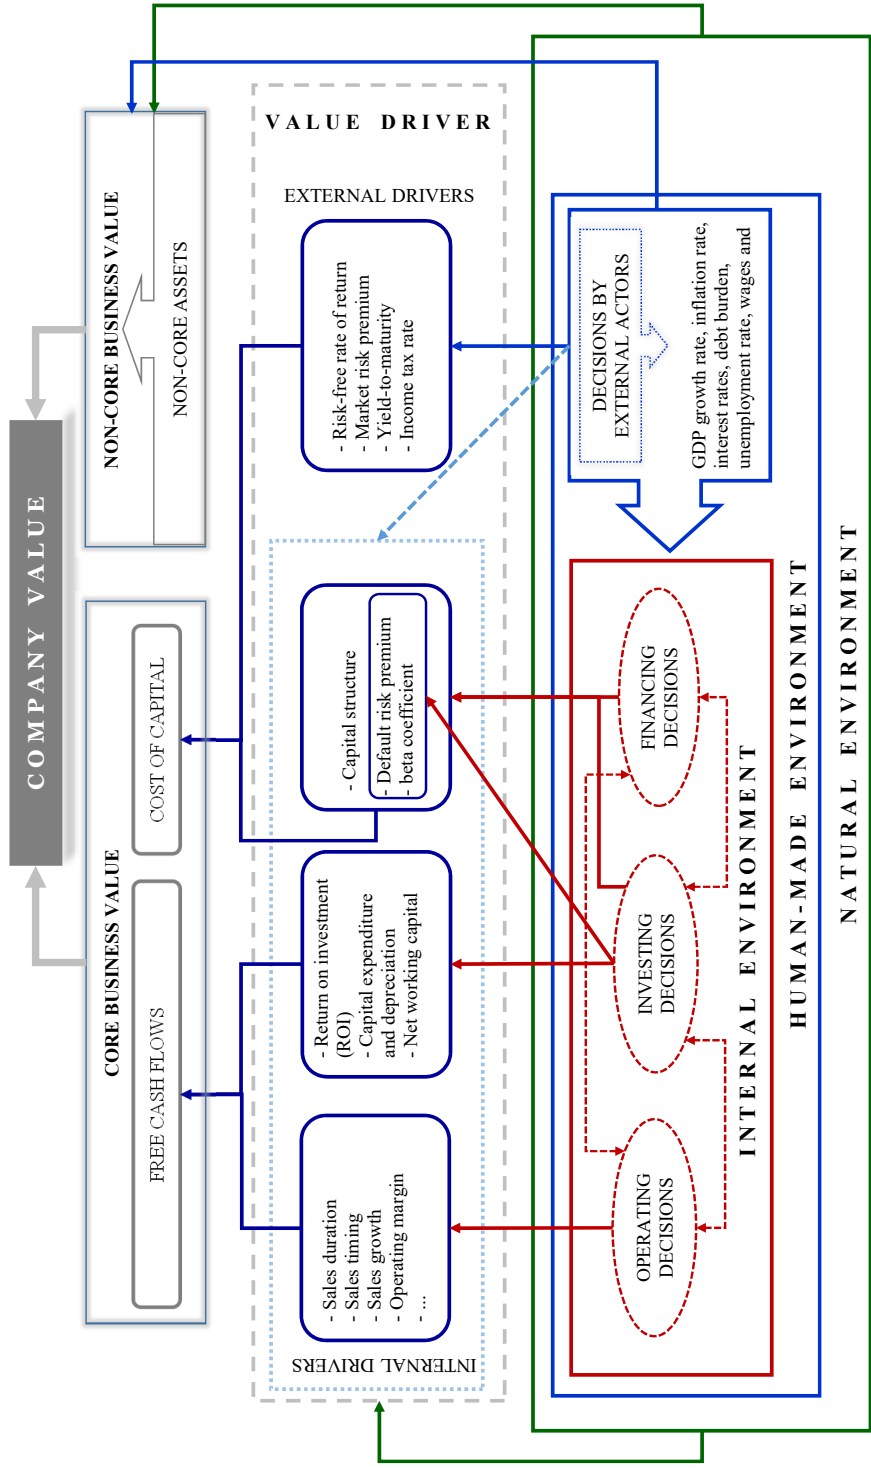 COMPANY VALUE
CORE BUSINESS VALUE
FREE CASH FLOWS
COST OF CAPITAL
NON-CORE BUSINESS VALUE
NON-CORE ASSETS
VALUE DRIVER
INTERNAL DRIVERS
- Sales duration
- Sales timing
- Sales growth
- Operating margin
- ...
- Return on investment
(ROI)
- Capital expenditure
and depreciation
- Net working capital
- Capital structure
- Default risk premium
- beta coefficient
EXTERNAL DRIVERS
- Risk-free rate of return
- Market risk premium
- Yield-to-maturity
- Income tax rate
OPERATING
DECISIONS
INVESTING
DECISIONS
FINANCING
DECISIONS
DECISIONS BY
EXTERNAL ACTORS
GDP growth rate, inflation rate,
interest rates, debt burden,
unemployment rate, wages and
INTERNAL ENVIRONMENT
HUMAN-MADE ENVIRONMENT
NATURAL ENVIRONMENT